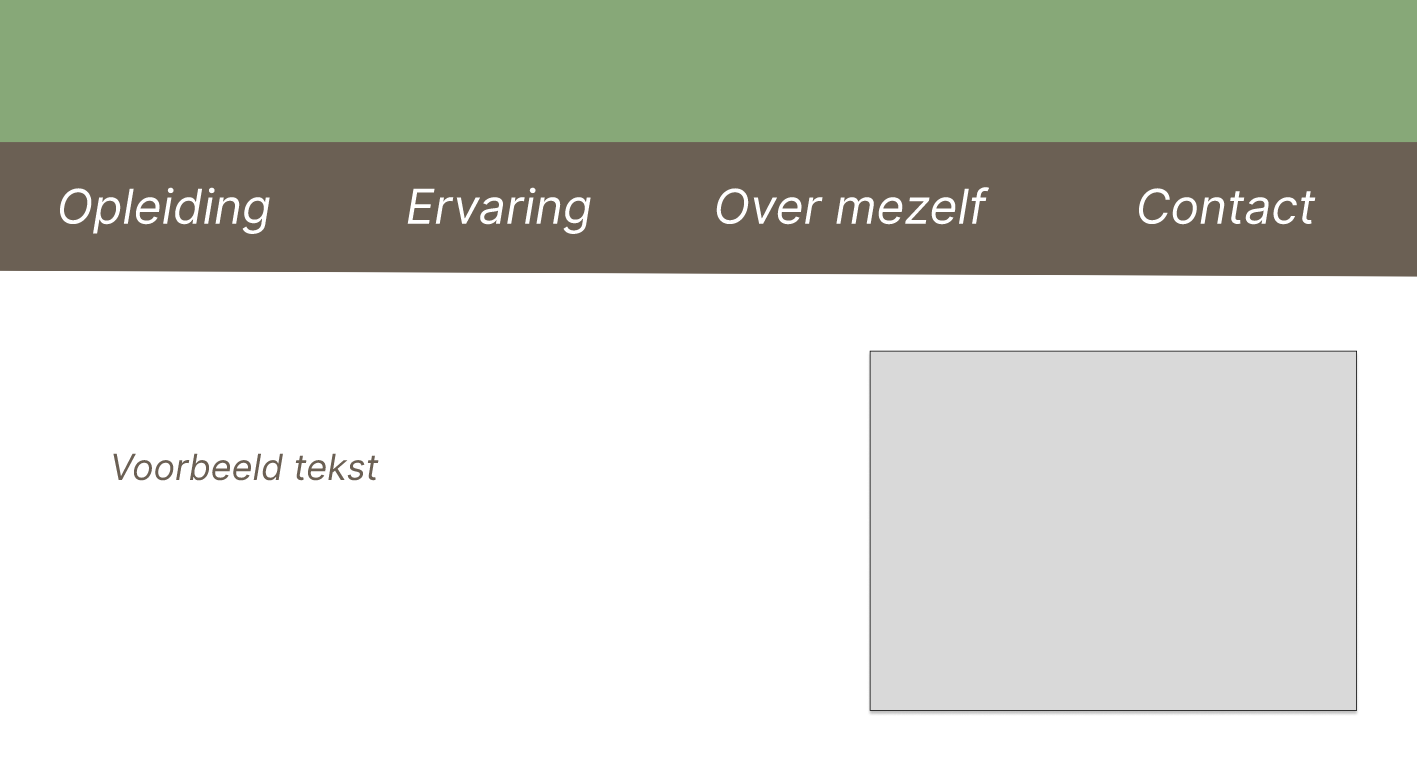 Opleiding Ervaring Over mezelf Contact
Voorbeeld tekst